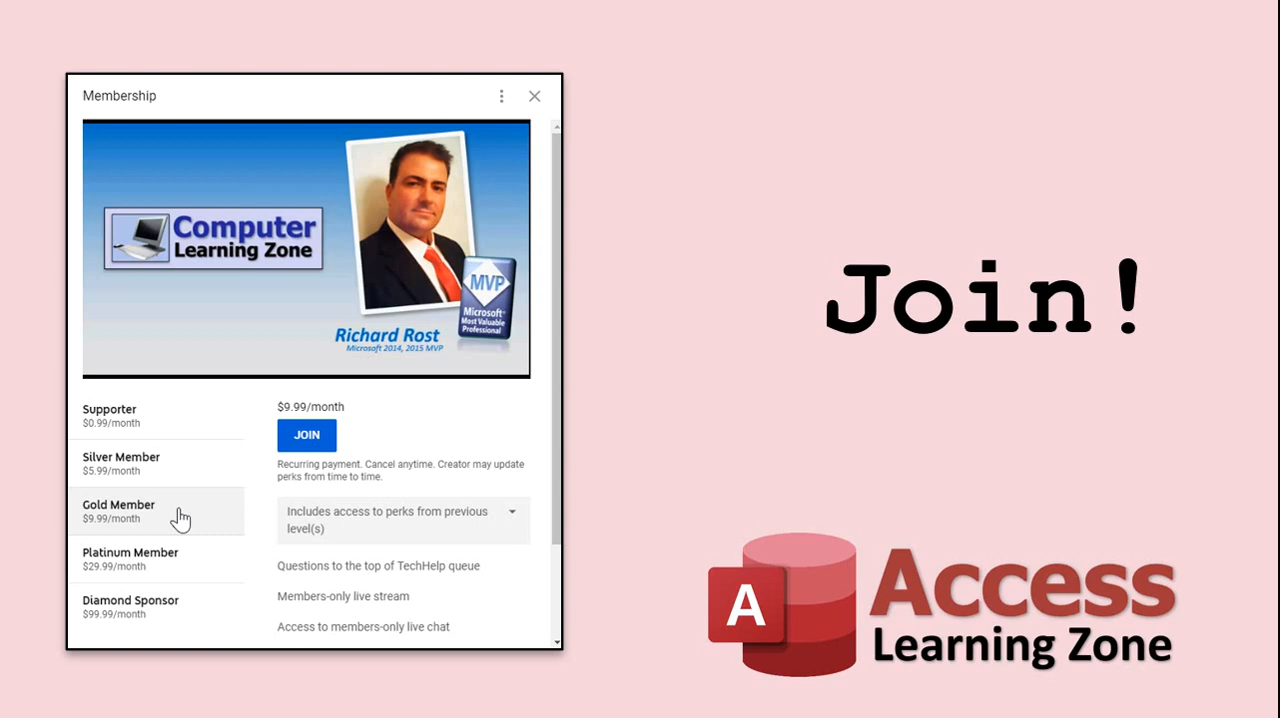 Membership
Computer
Learning Zone
MVP
Microsoft®
Most Valuable
Professional
Richard Rost
Microsoft 2014, 2015 MVP
Supporter
$0.99/month
Silver Member
$5.99/month
Gold Member
$9.99/month
Platinum Member
$29.99/month
Diamond Sponsor
$99.99/month
$9.99/month
JOIN
Recurring payment. Cancel anytime. Creator may update
perks from time to time.
Includes access to perks from previous
level(s)
Questions to the top of TechHelp queue
Members-only live stream
Access to members-only live chat
Join!
A
Access
Learning Zone